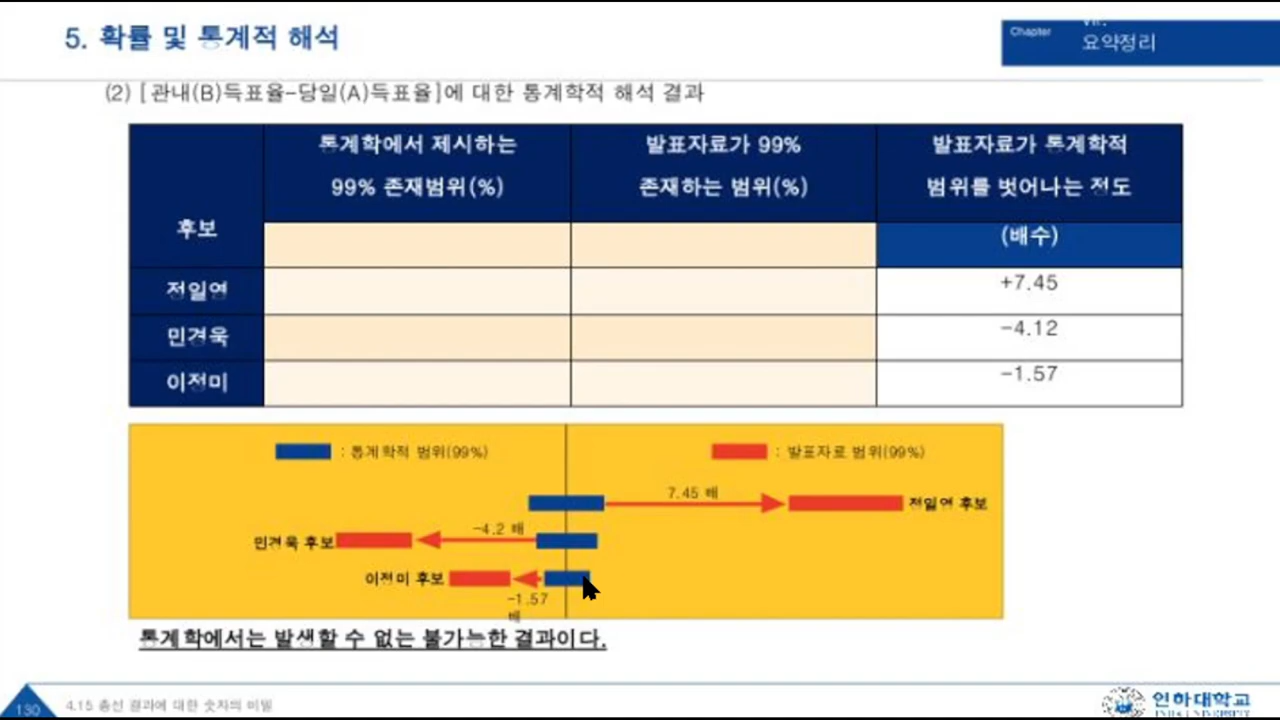 5. 확률 및 통계적 해석
Chapter
요약정리
(2) [관내(B)득표율-당일(A)득표율]에 대한 통계학적 해석 결과
후보
통계학에서 제시하는
99% 존재범위(%)
발표자료가 99%
존재하는 범위(%)
발표자료가 통계학적
범위를 벗어나는 정도
(배수)
정일영
+7.45
민경욱
-4.12
이정미
-1.57
: 통계학적 범위(99%)
: 발표자료 범위(99%)
7.45 배
정일영 후보
-4.2 배
민경욱 후보
이정미 후보
-1.57
배
통계학에서는 발생할 수 없는 불가능한 결과이다.
130
4.15 총선 결과에 대한 숫자의 비밀
인하대학교
INHA UNIVERSITY